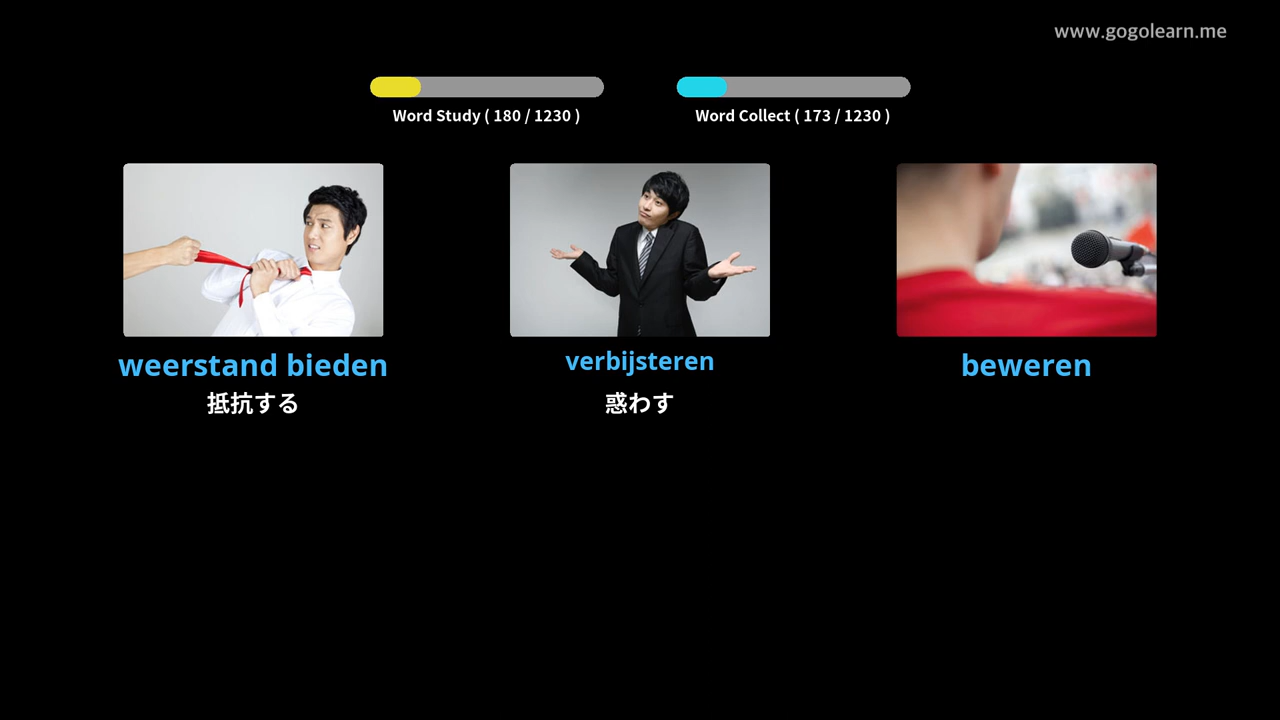 www.gogolearn.me
Word Study ( 180 / 1230 )
Word Collect ( 173 / 1230 )
weerstand bieden
抵抗する
verbijsteren
惑わす
beweren